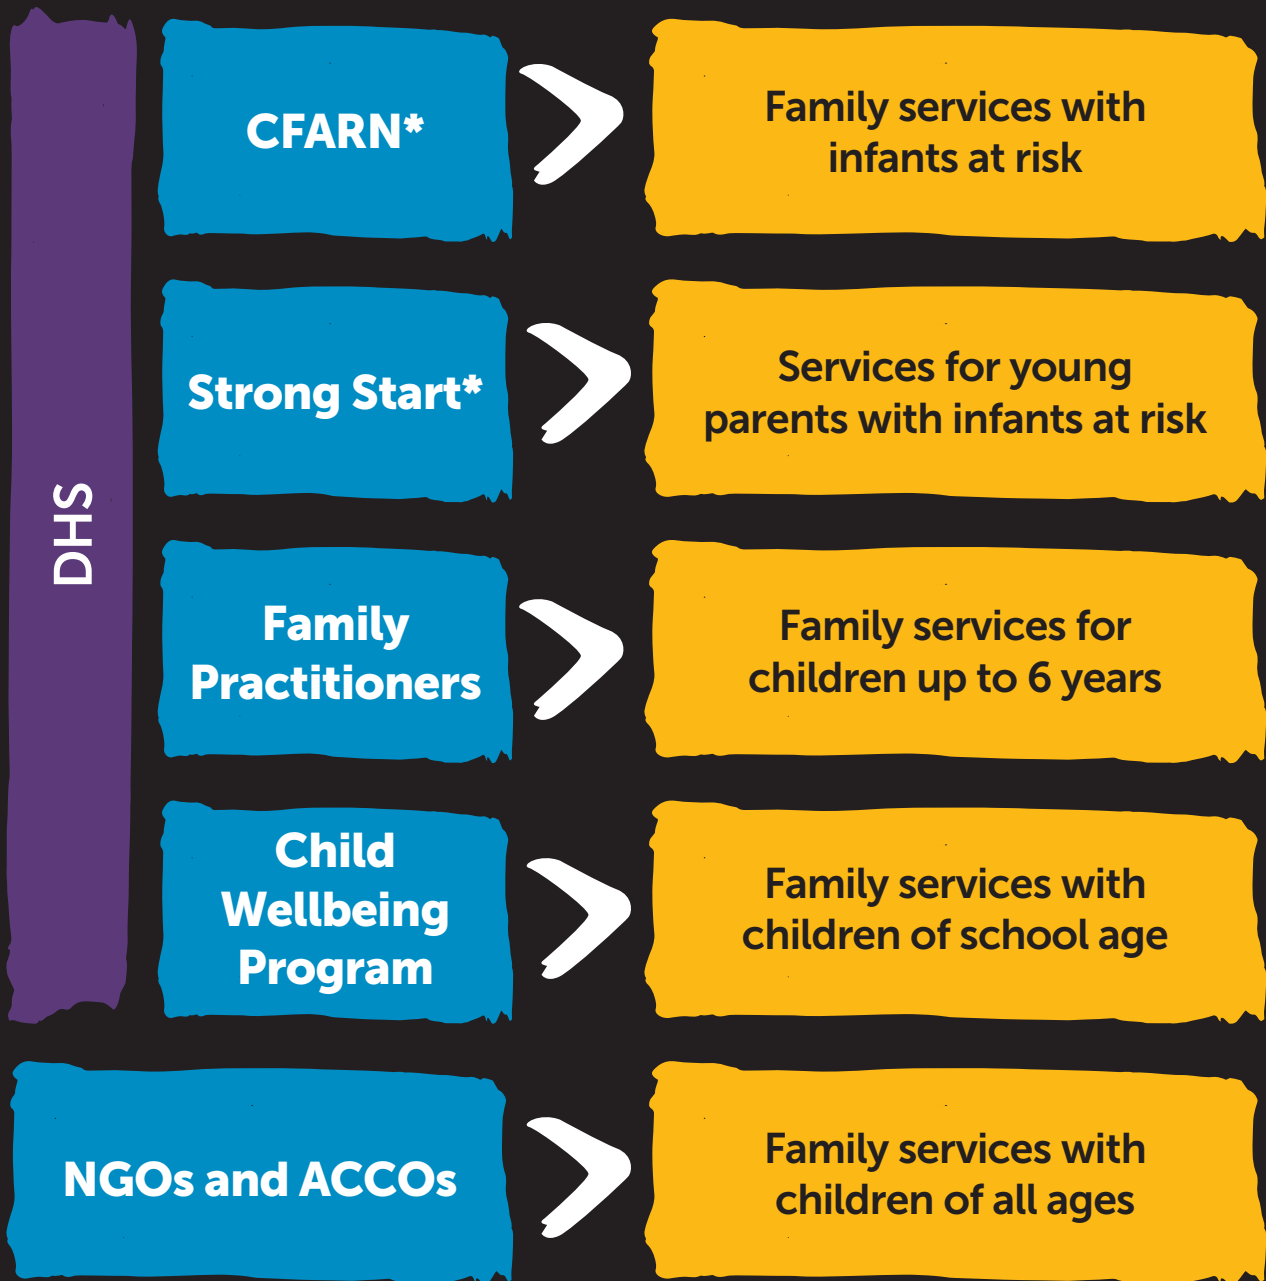 DHS
CFARN*
Family services with
infants at risk
Strong Start*
Services for young
parents with infants at risk
Family
Practitioners
Family services for
children up to 6 years
Child
Wellbeing
Program
Family services with
children of school age
NGOs and ACCOs
Family services with
children of all ages